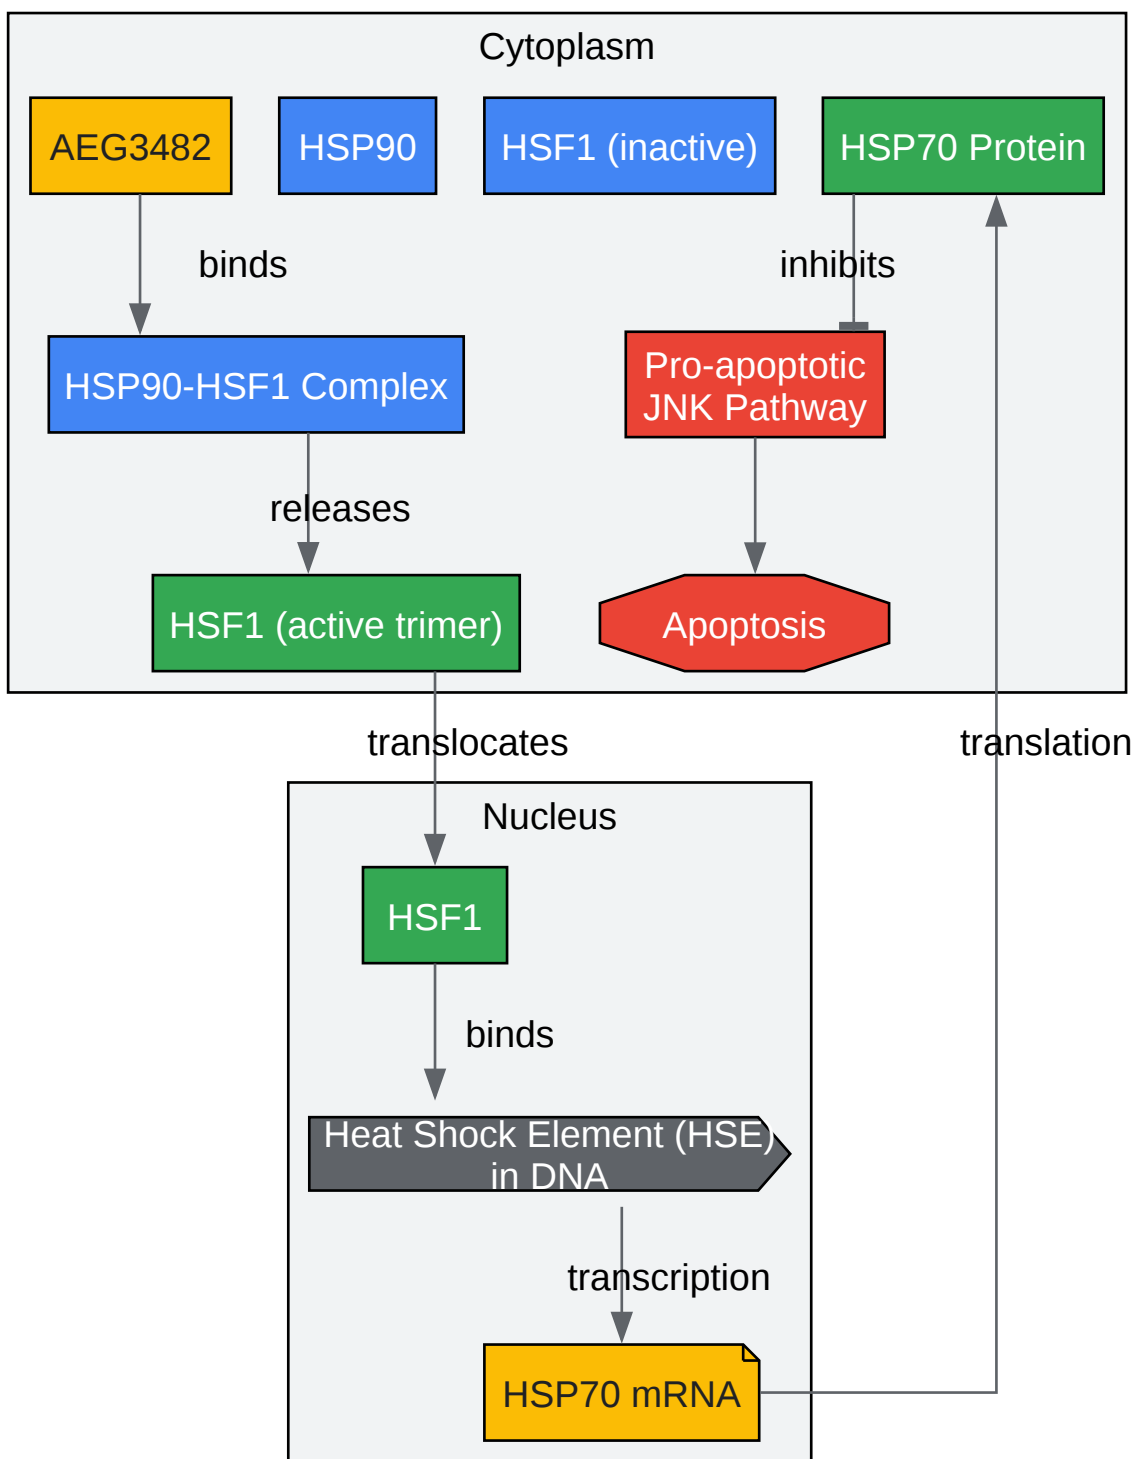 Cytoplasm
AEG3482
HSP90
HSF1 (inactive)
HSP70 Protein
binds
inhibits
HSP90-HSF1 Complex
Pro-apoptotic
JNK Pathway
releases
HSF1 (active trimer)
Apoptosis
translocates
translation
Nucleus
HSF1
binds
Heat Shock Element (HSE)
in DNA
transcription
HSP70 mRNA